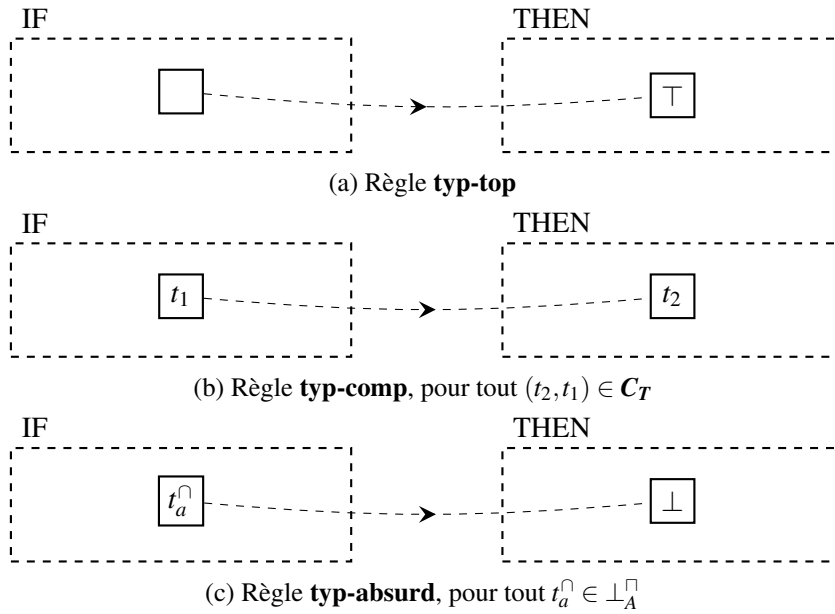 IF THEN
⊤
(a) Règle typ-top
IF THEN
t₁ t₂
(b) Règle typ-comp, pour tout (t₂,t₁) ∈ C_T
IF THEN
t_a^∩ ⊥
(c) Règle typ-absurd, pour tout t_a^∩ ∈ ⊥_A^⊓